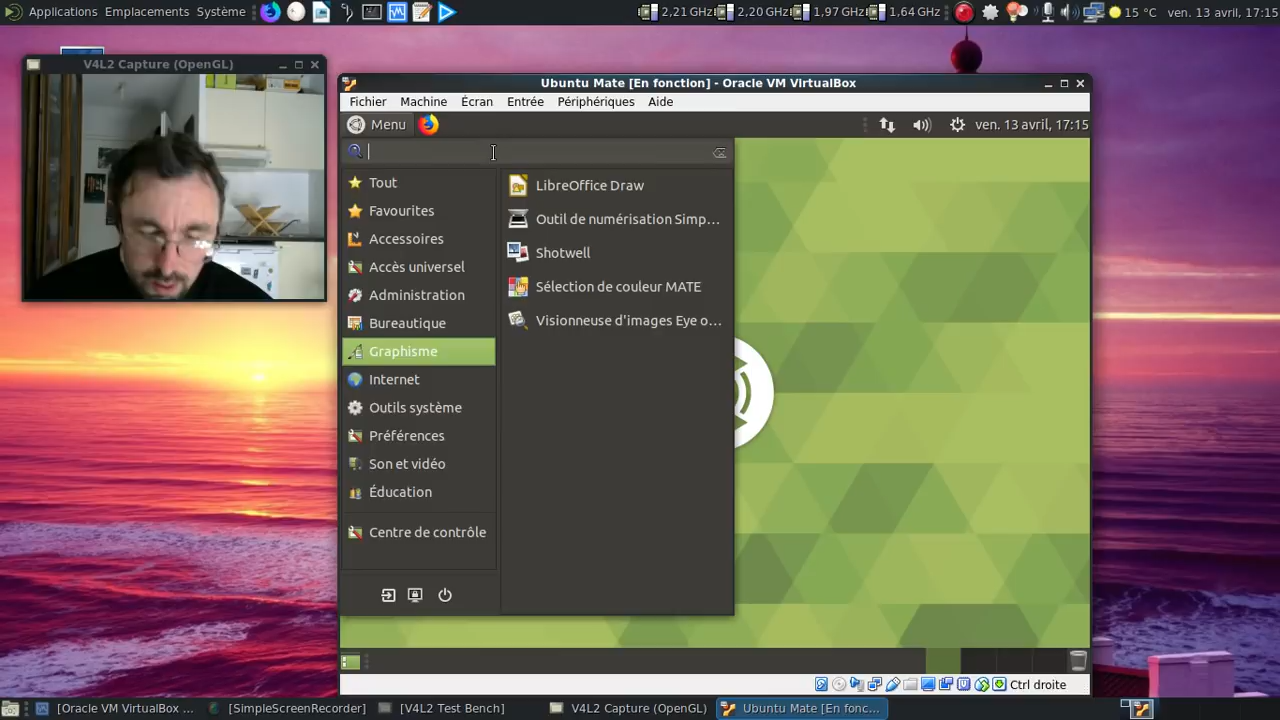 Applications Emplacements Système 2,21 GHz 2,20 GHz 1,97 GHz 1,64 GHz 15 °C ven. 13 avril, 17:15
V4L2 Capture (OpenGL)
Ubuntu Mate [En fonction] - Oracle VM VirtualBox
Fichier Machine Écran Entrée Périphériques Aide
Menu ven. 13 avril, 17:15
Tout
Favourites
Accessoires
Accès universel
Administration
Bureautique
Graphisme
Internet
Outils système
Préférences
Son et vidéo
Éducation
Centre de contrôle
LibreOffice Draw
Outil de numérisation Simp...
Shotwell
Sélection de couleur MATE
Visionneuse d'images Eye o...
Ctrl droite
[Oracle VM VirtualBox ... [SimpleScreenRecorder] [V4L2 Test Bench] V4L2 Capture (OpenGL) Ubuntu Mate [En fonc...